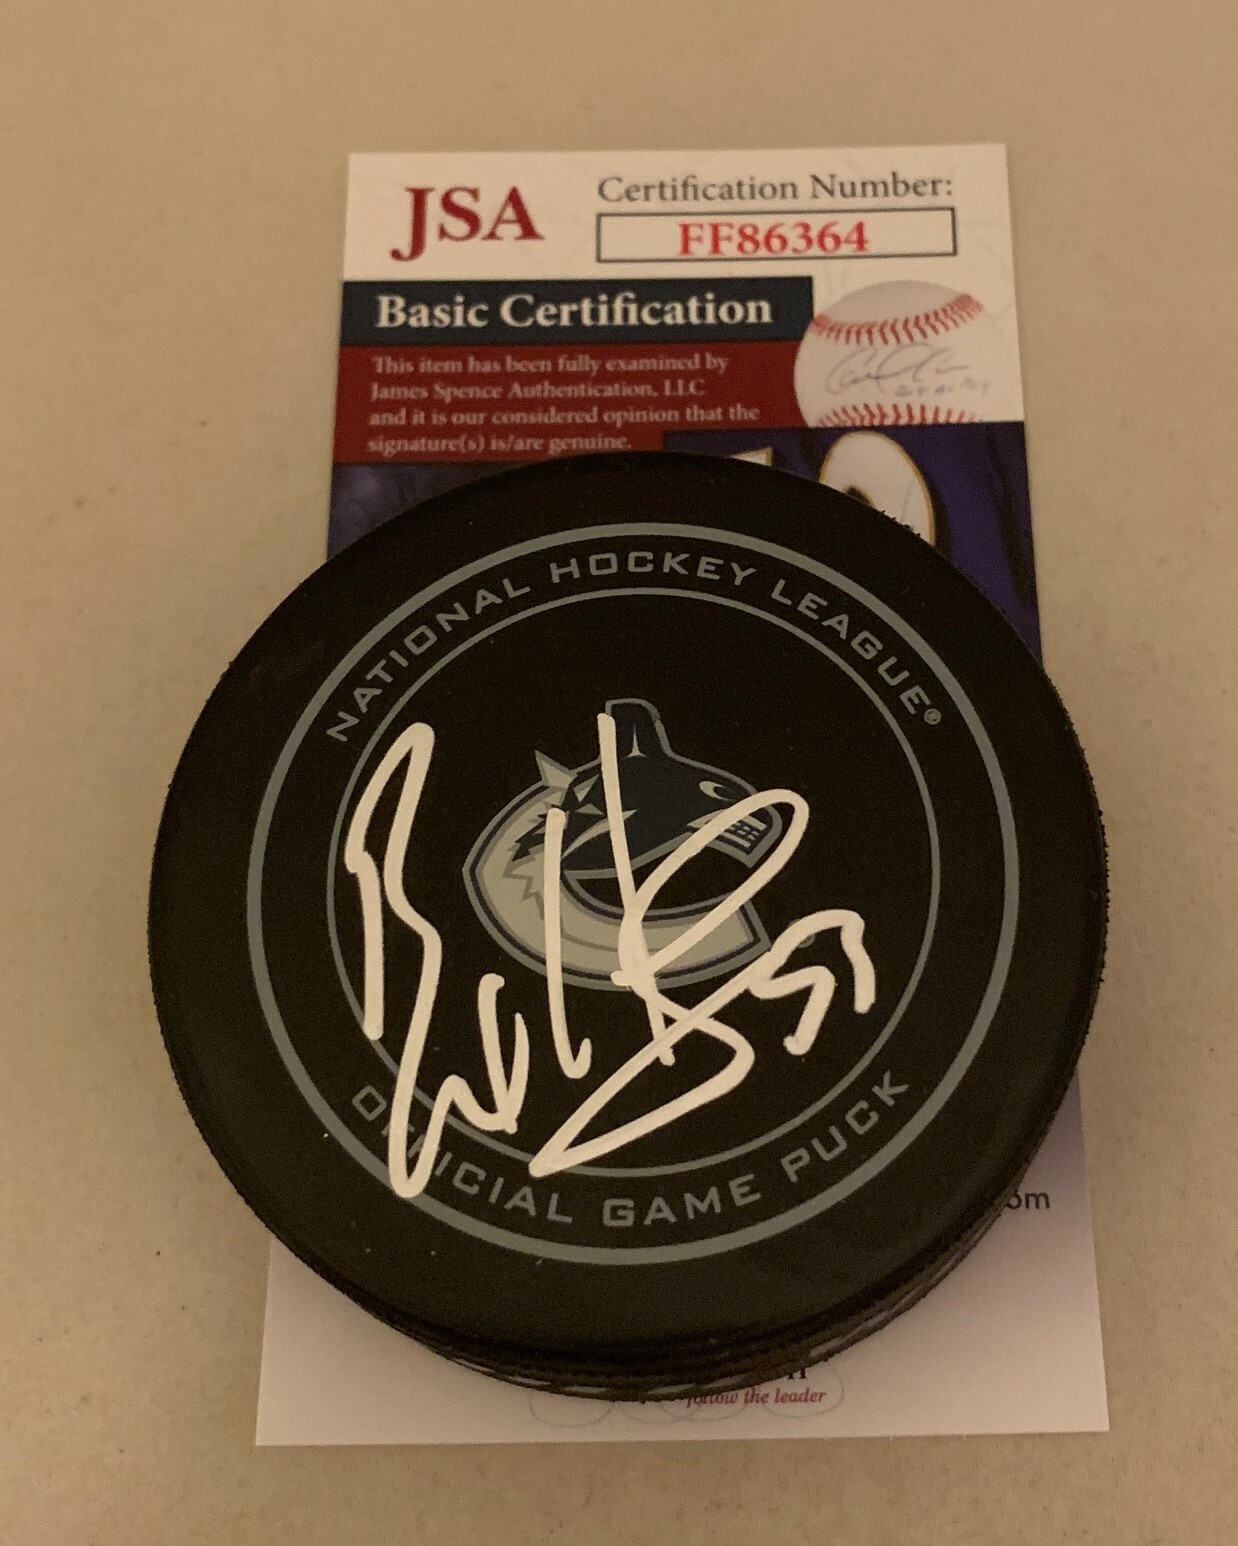 JSA
Certification Number:
FF86364
Basic Certification
This item has been fully examined by
James Spence Authentication, LLC
and it is our considered opinion that the
signature(s) is/are genuine.
NATIONAL HOCKEY LEAGUE®
53
OFFICIAL GAME PUCK
om
follow the leader